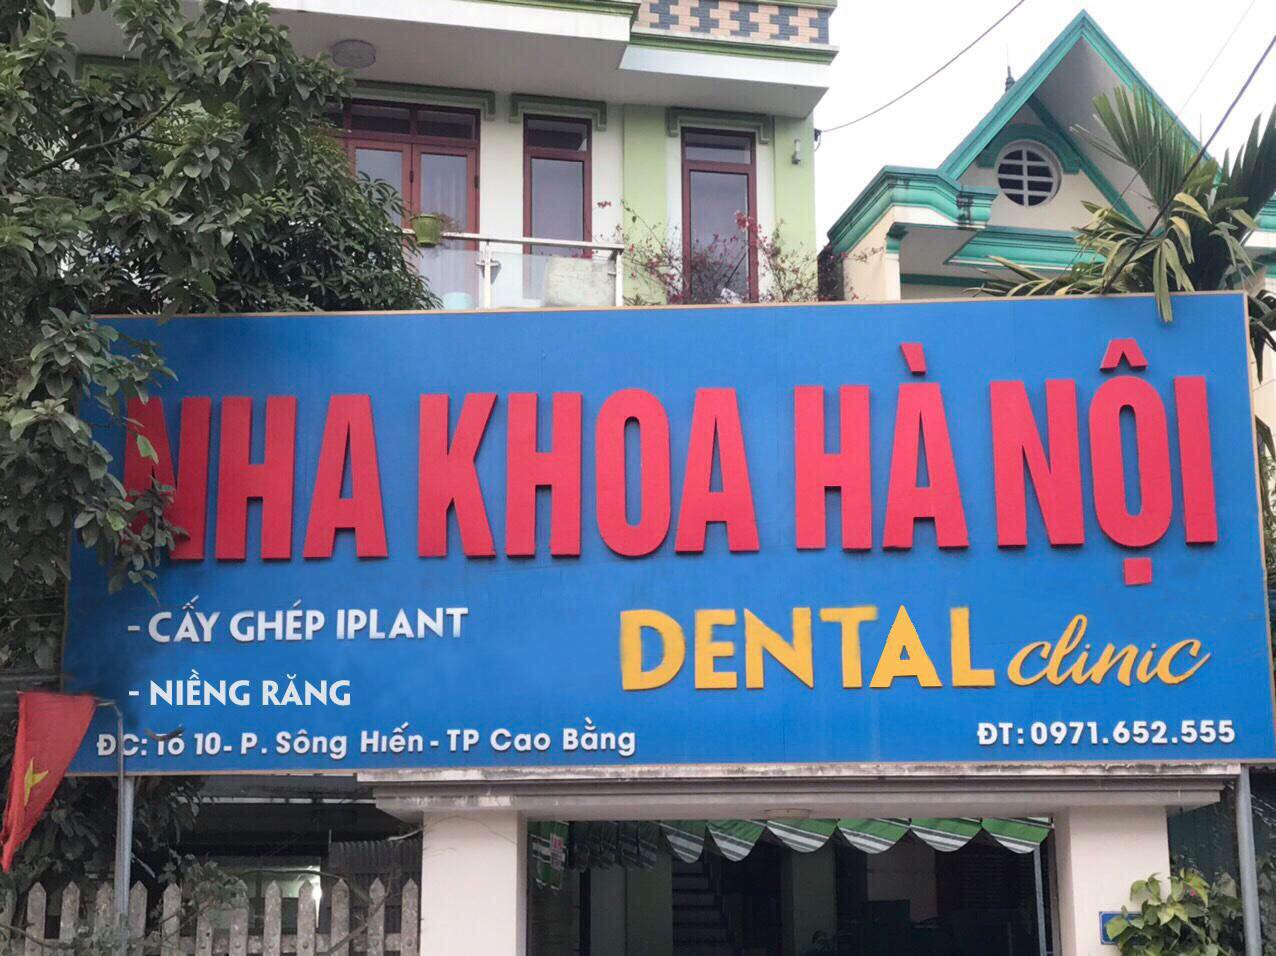 NHA KHOA HÀ NỘI
- CẤY GHÉP IPLANT
DENTAL clinic
- NIỀNG RĂNG
ĐC: Tổ 10 - P. Sông Hiến - TP Cao Bằng
ĐT: 0971.652.555